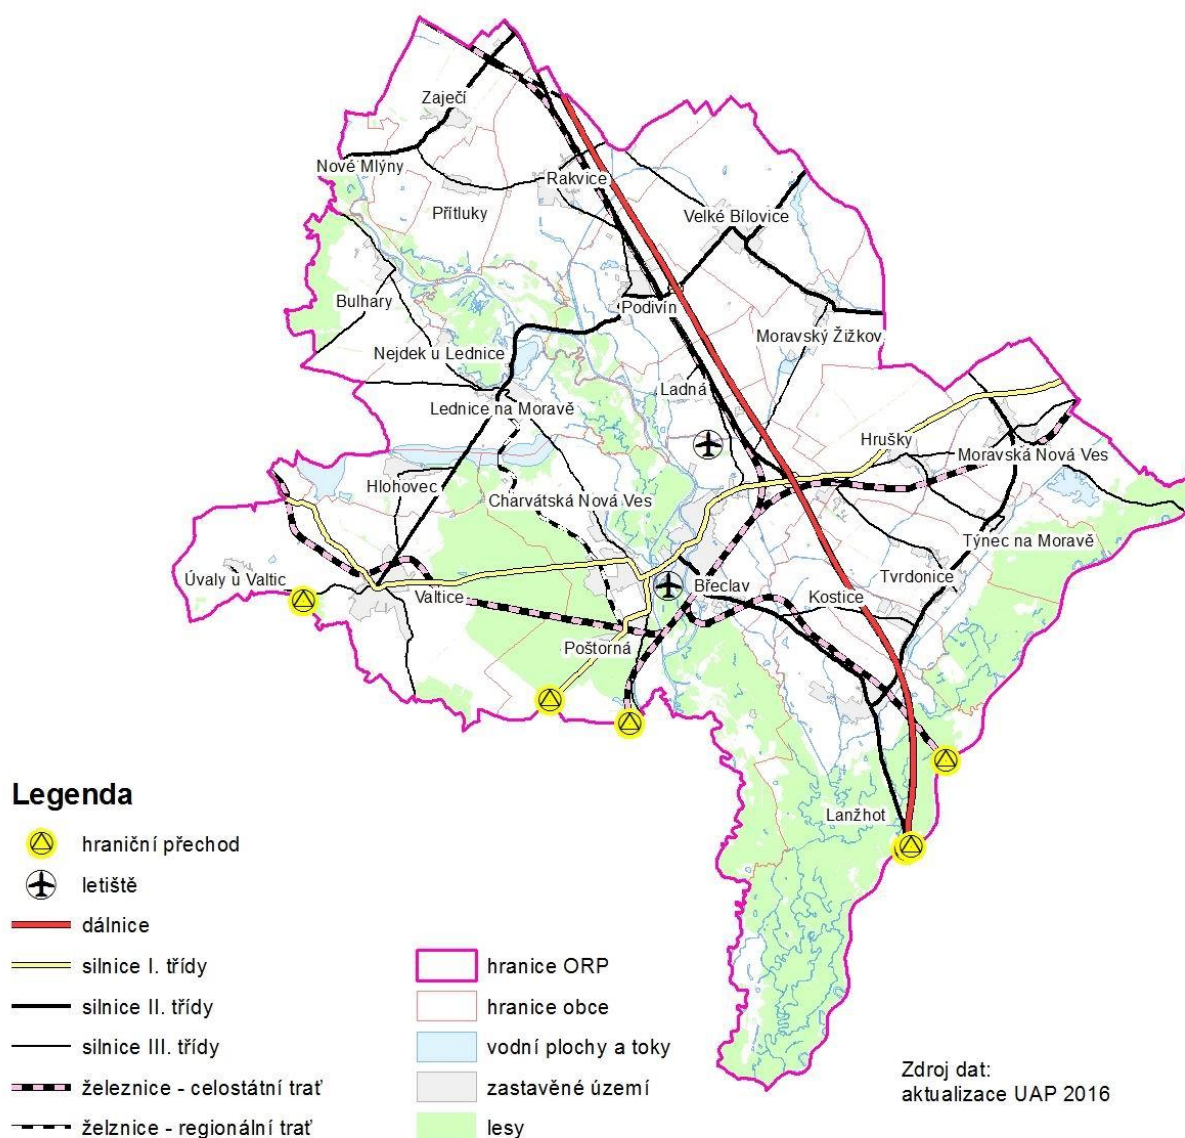 Zaječí
Nové Mlýny
Rakvice
Přítluky
Velké Bílovice
Bulhary
Podivín
Moravský Žižkov
Nejdek u Lednice
Ladná
Lednice na Moravě
Hrušky
Moravská Nová Ves
Hlohovec
Charvátská Nová Ves
Týnec na Moravě
Úvaly u Valtic
Tvrdonice
Valtice
Břeclav
Kostice
Poštorná
Lanžhot
Legenda
hraniční přechod
letiště
dálnice
silnice I. třídy
silnice II. třídy
silnice III. třídy
železnice - celostátní trať
želznice - regionální trať
hranice ORP
hranice obce
vodní plochy a toky
zastavěné území
lesy
Zdroj dat:
aktualizace UAP 2016